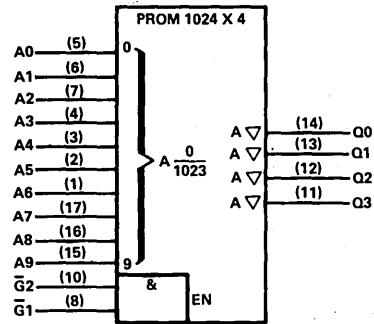 PROM 1024 X 4
A0 (5) 0
A1 (6)
A2 (7)
A3 (4)
A4 (3)
A5 (2)
A6 (1)
A7 (17)
A8 (16)
A9 (15) 9
G̅2 (10) &
G̅1 (8) EN
A 0
1023
A ▽ (14) Q0
A ▽ (13) Q1
A ▽ (12) Q2
A ▽ (11) Q3